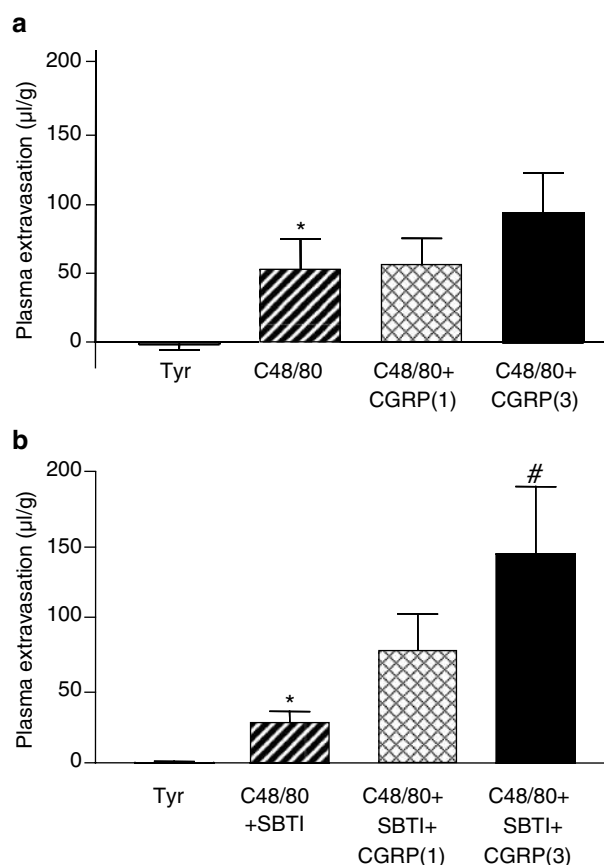 a
Plasma extravasation (µl/g)
200
150
100
50
0
*
Tyr
C48/80
C48/80+
CGRP(1)
C48/80+
CGRP(3)
b
Plasma extravasation (µl/g)
200
150
100
50
0
*
#
Tyr
C48/80
+SBTI
C48/80+
SBTI+
CGRP(1)
C48/80+
SBTI+
CGRP(3)